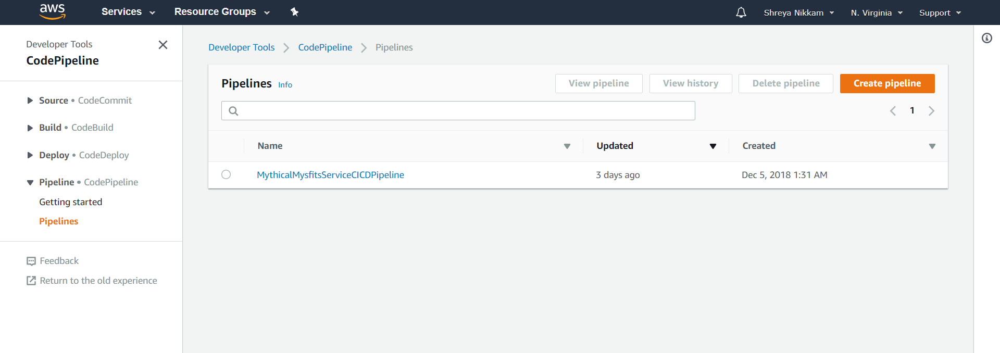 aws Services Resource Groups Shreya Nikkam N. Virginia Support
Developer Tools
CodePipeline
Source • CodeCommit
Build • CodeBuild
Deploy • CodeDeploy
Pipeline • CodePipeline
Getting started
Pipelines
Feedback
Return to the old experience
Developer Tools CodePipeline Pipelines
Pipelines Info View pipeline View history Delete pipeline Create pipeline
1
Name Updated Created
MythicalMysfitsServiceCICDPipeline 3 days ago Dec 5, 2018 1:31 AM